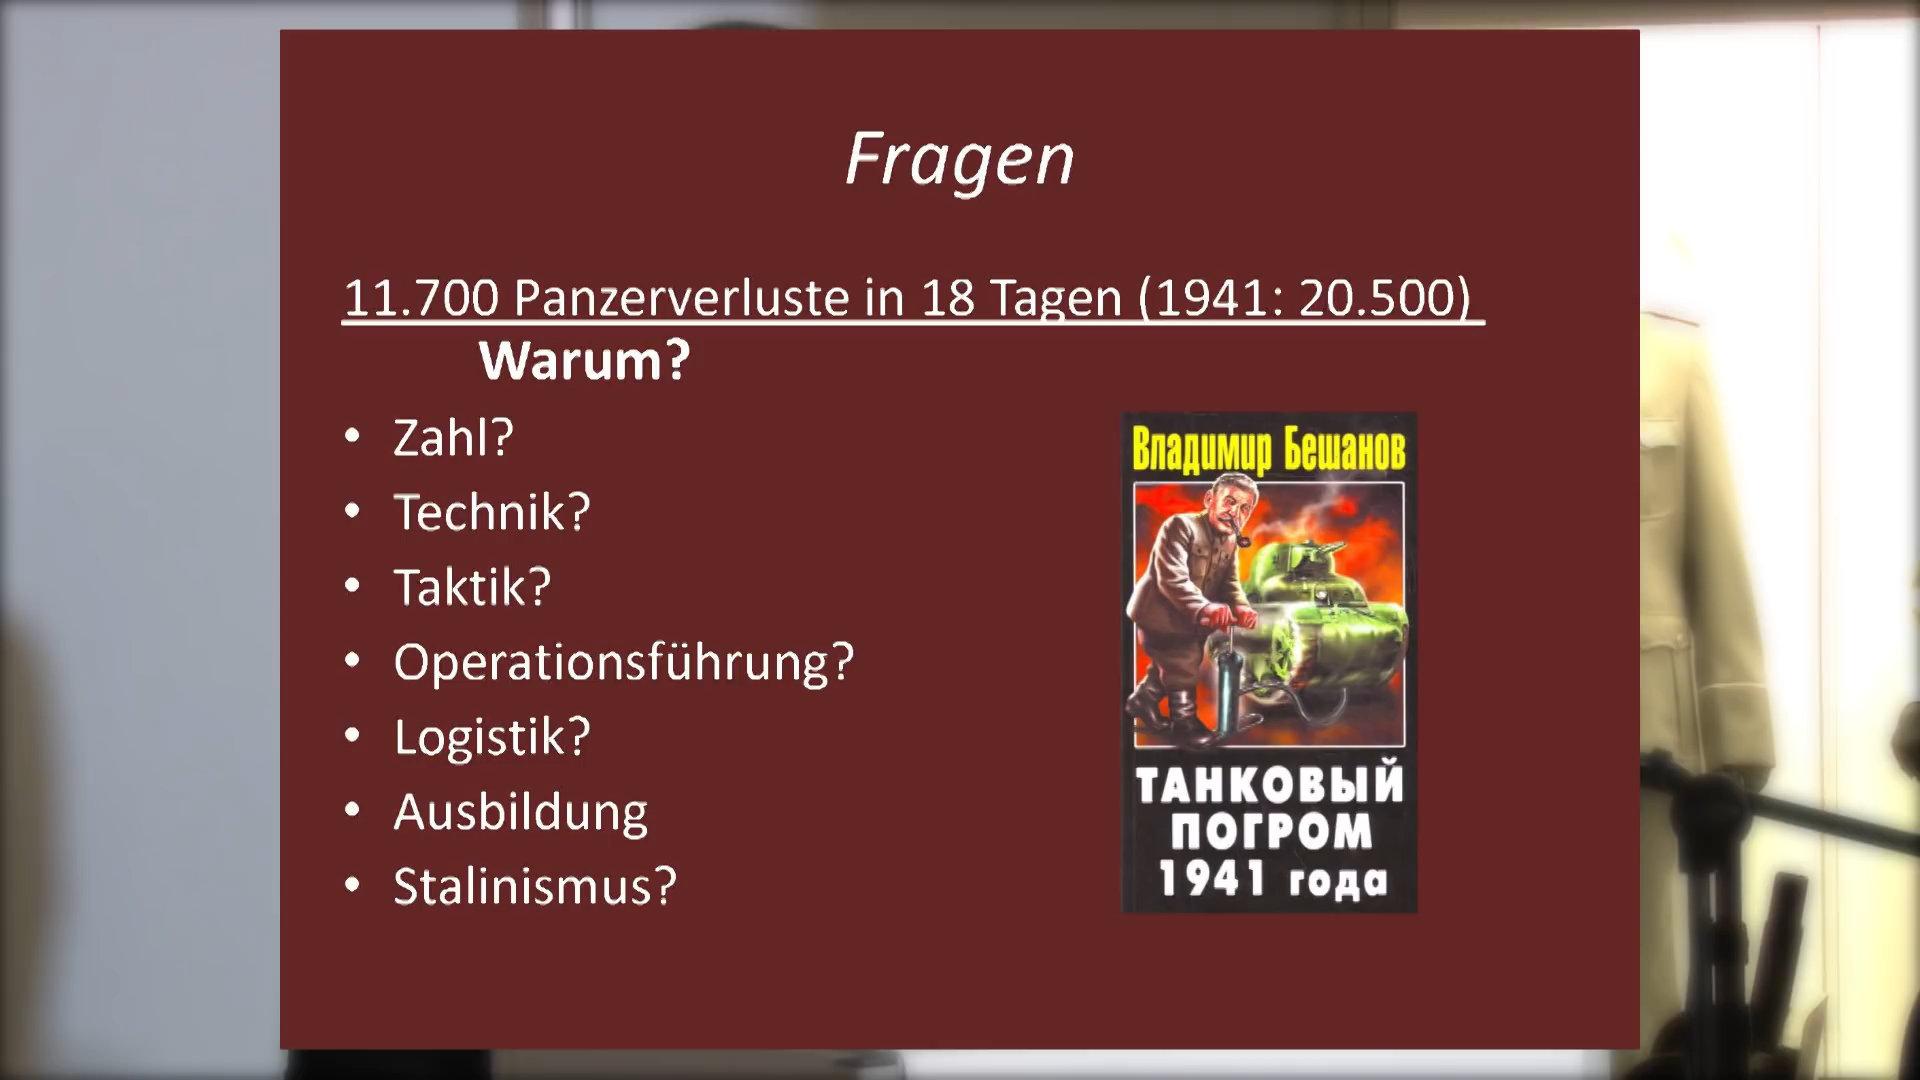 Fragen
11.700 Panzerverluste in 18 Tagen (1941: 20.500)
Warum?
• Zahl?
• Technik?
• Taktik?
• Operationsführung?
• Logistik?
• Ausbildung
• Stalinismus?
Владимир Бешанов
ТАНКОВЫЙ
ПОГРОМ
1941 года